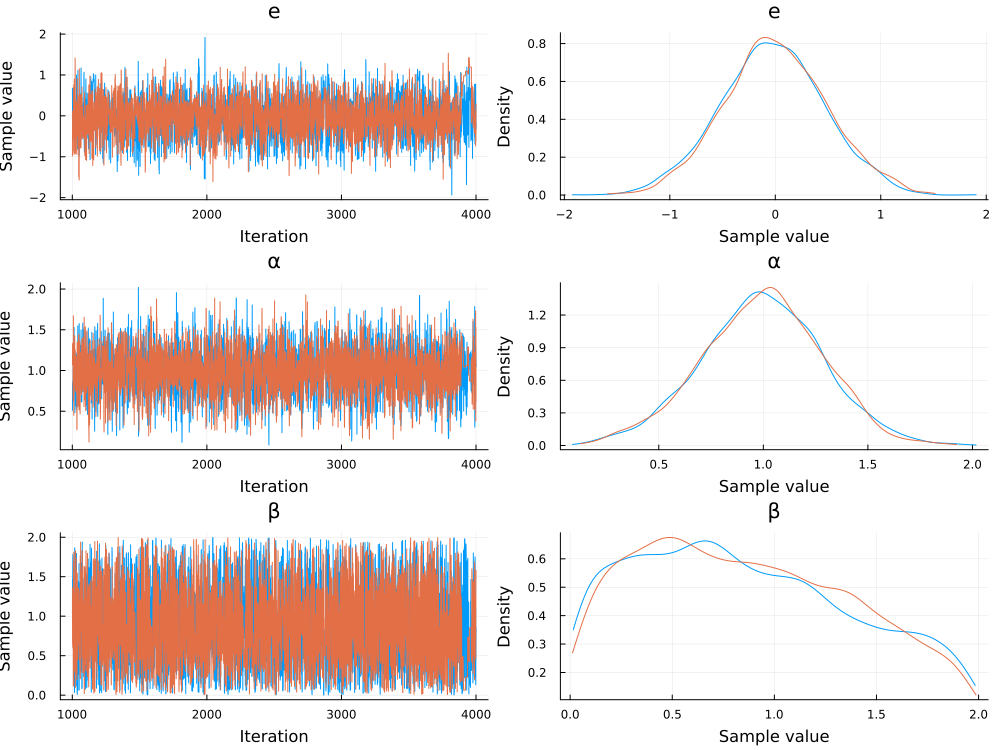 e e
Sample value
2
1
0
−1
−2
1000 2000 3000 4000
Iteration
Density
0.8
0.6
0.4
0.2
0.0
−2 −1 0 1 2
Sample value
α α
Sample value
2.0
1.5
1.0
0.5
1000 2000 3000 4000
Iteration
Density
1.2
0.9
0.6
0.3
0.0
0.5 1.0 1.5 2.0
Sample value
β β
Sample value
2.0
1.5
1.0
0.5
0.0
1000 2000 3000 4000
Iteration
Density
0.6
0.5
0.4
0.3
0.2
0.0 0.5 1.0 1.5 2.0
Sample value